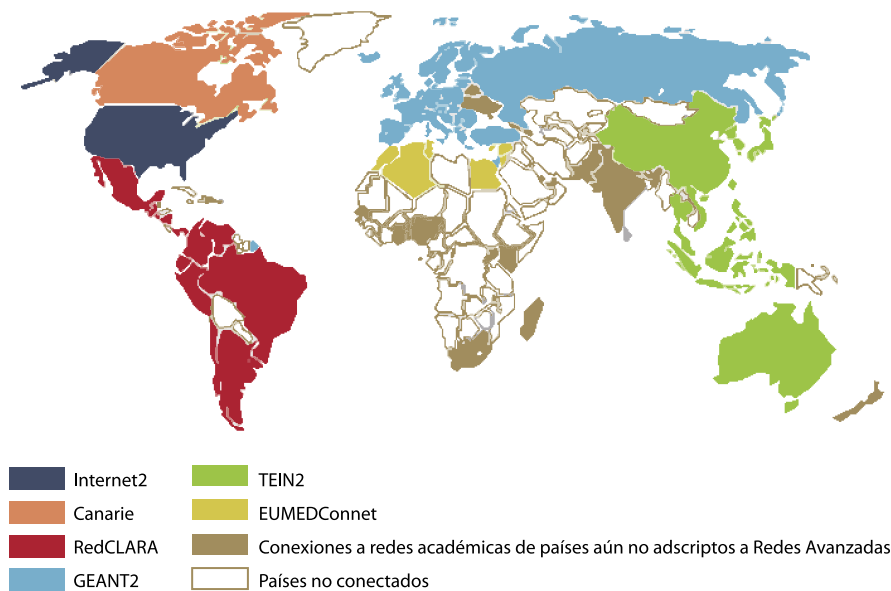 Internet2
Canarie
RedCLARA
GEANT2
TEIN2
EUMEDConnet
Conexiones a redes académicas de países aún no adscriptos a Redes Avanzadas
Países no conectados